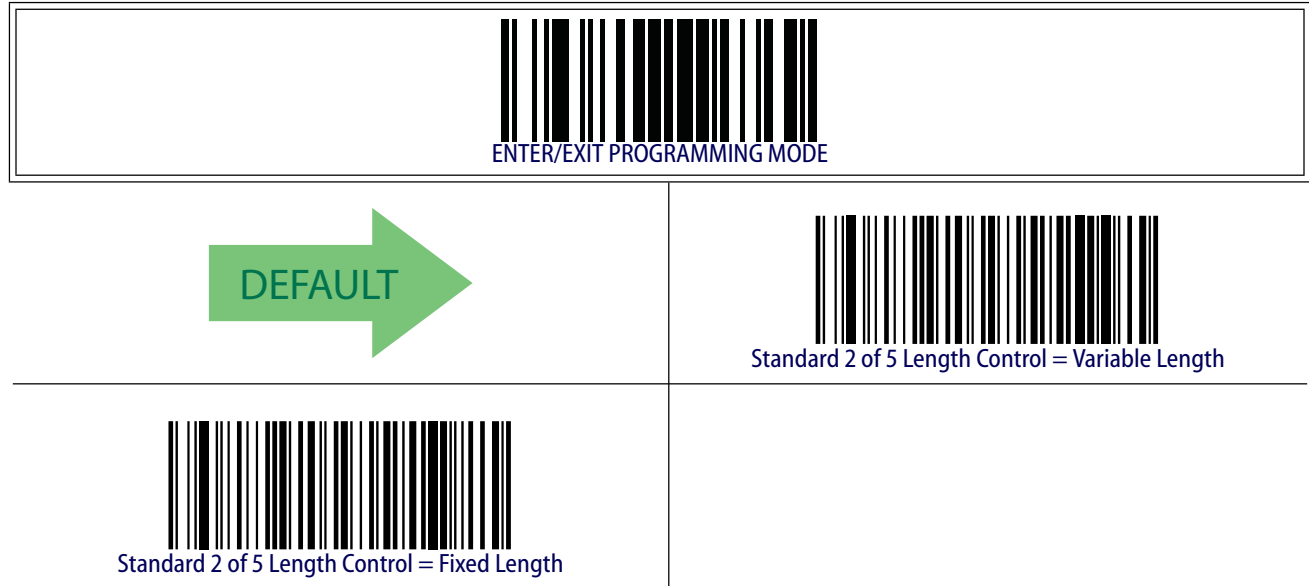 ENTER/EXIT PROGRAMMING MODE
DEFAULT
Standard 2 of 5 Length Control = Variable Length
Standard 2 of 5 Length Control = Fixed Length